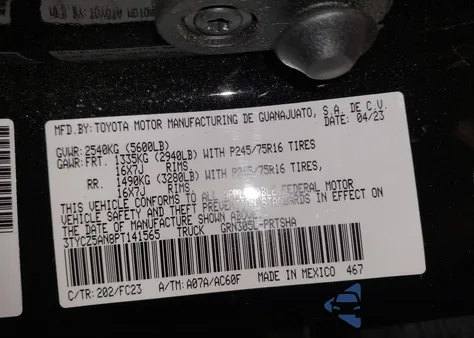 MFD.BY:TOYOTA MOTOR MANUFACTURING DE GUANAJUATO, S.A. DE C.V.
04/23
GVWR:2540KG (5600LB)
GAWR:FRT. 1335KG (2940LB) WITH P245/75R16 TIRES
16X7J RIMS
RR. 1490KG (3280LB) WITH P245/75R16 TIRES,
16X7J RIMS
THIS VEHICLE CONFORMS TO ALL APPLICABLE FEDERAL MOTOR
VEHICLE SAFETY AND THEFT PREVENTION STANDARDS IN EFFECT ON
THE DATE OF MANUFACTURE SHOWN ABOVE.
3TYCZ5AN0PT141565 TRUCK GRN305L-PRTSHA
C/TR:202/FC23 A/TM:A07A/AC60F MADE IN MEXICO 467